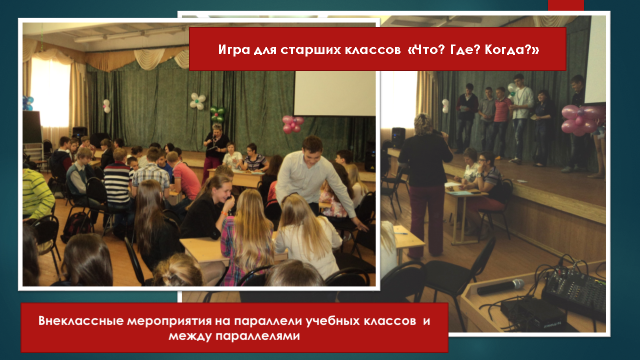 Игра для старших классов «Что? Где? Когда?»
Внеклассные мероприятия на параллели учебных классов и
между параллелями